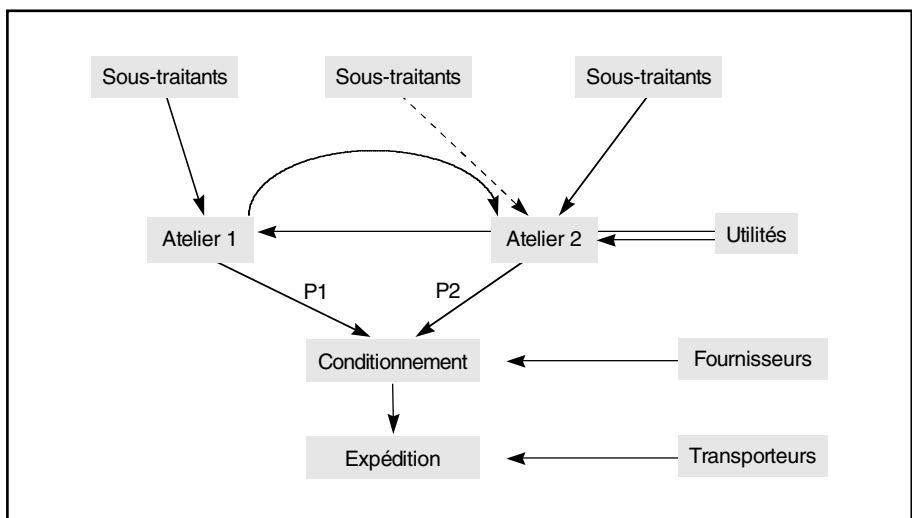 Sous-traitants
Sous-traitants
Sous-traitants
Atelier 1
Atelier 2
Utilités
P1
P2
Conditionnement
Fournisseurs
Expédition
Transporteurs